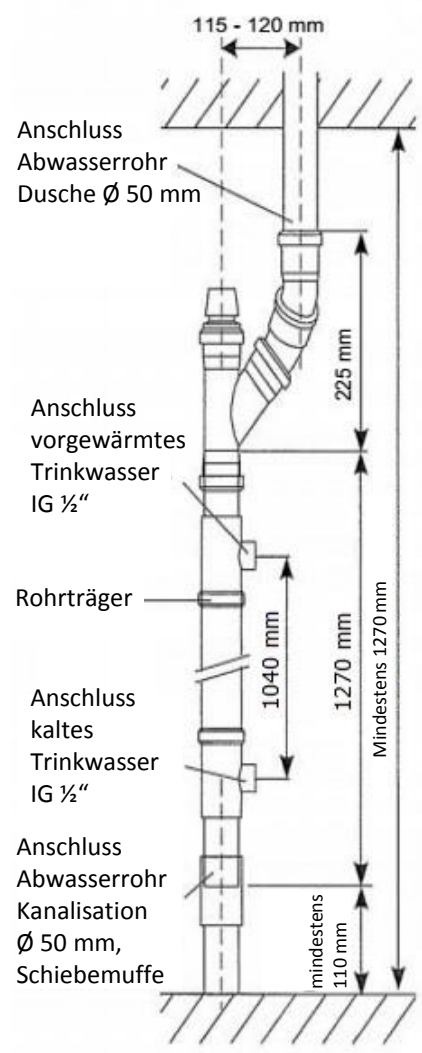 115 - 120 mm
Anschluss
Abwasserrohr
Dusche Ø 50 mm
225 mm
Anschluss
vorgewärmtes
Trinkwasser
IG ½“
Rohrträger
1040 mm
1270 mm
Mindestens 1270 mm
Anschluss
kaltes
Trinkwasser
IG ½“
Anschluss
Abwasserrohr
Kanalisation
Ø 50 mm,
Schiebemuffe
mindestens
110 mm